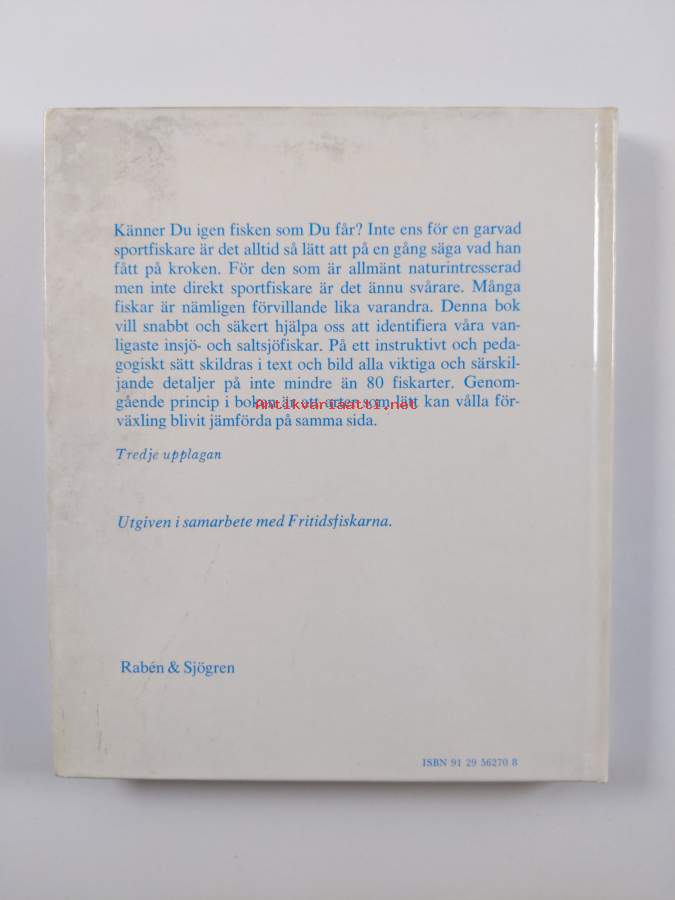 Känner Du igen fisken som Du får? Inte ens för en garvad
sportfiskare är det alltid så lätt att på en gång säga vad han
fått på kroken. För den som är allmänt naturintresserad
men inte direkt sportfiskare är det ännu svårare. Många
fiskar är nämligen förvillande lika varandra. Denna bok
vill snabbt och säkert hjälpa oss att identifiera våra van-
ligaste insjö- och saltsjöfiskar. På ett instruktivt och peda-
gogiskt sätt skildras i text och bild alla viktiga och särskil-
jande detaljer på inte mindre än 80 fiskarter. Genom-
gående princip i boken är att arter som lätt kan vålla för-
Antikvariaatti.net
växling blivit jämförda på samma sida.
Tredje upplagan
Utgiven i samarbete med Fritidsfiskarna.
Rabén & Sjögren
ISBN 91 29 56270 8